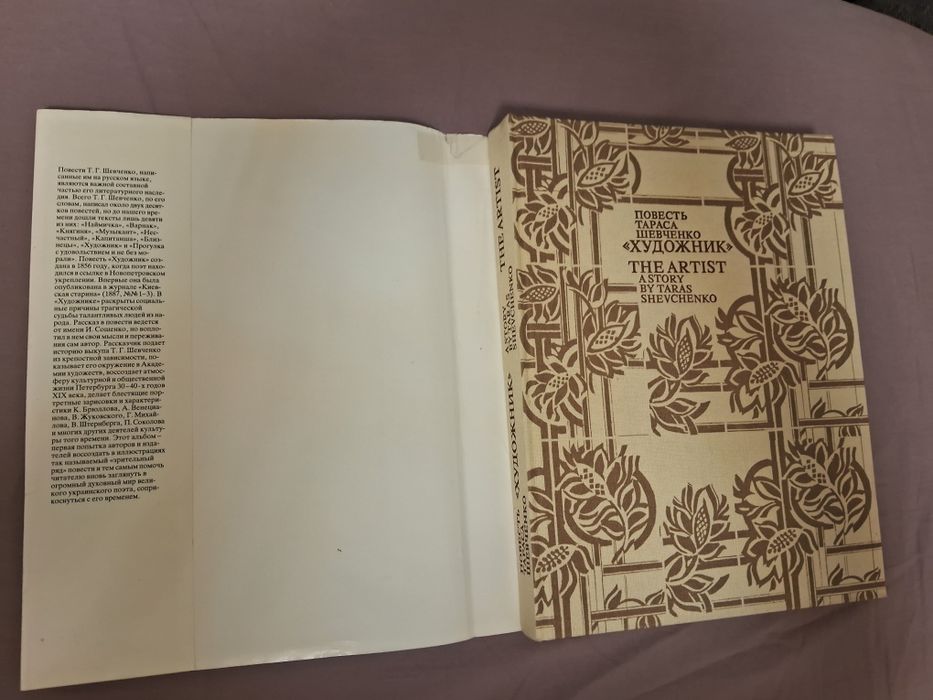 Повести Т. Г. Шевченко, напи-
санные им на русском языке,
являются важной составной
частью его литературного насле-
дия. Всего Т. Г. Шевченко, по его
словам, написал около двух десят-
ков повестей, но до нашего вре-
мени дошли тексты лишь девяти
из них: «Наймичка», «Варнак»,
«Княгиня», «Музыкант», «Нес-
частный», «Капитанша», «Близ-
нецы», «Художник» и «Прогулка
с удовольствием и не без мо-
рали». Повесть «Художник» соз-
дана в 1856 году, когда поэт нахо-
дился в ссылке в Новопетровском
укреплении. Впервые она была
опубликована в журнале «Киев-
ская старина» (1887, №№ 1–3). В
«Художнике» раскрыты социаль-
ные причины трагической
судьбы талантливых людей из на-
рода. Рассказ в повести ведется
от имени И. Сошенко, но вопло-
тил в нем свои мысли и пережива-
ния сам автор. Рассказчик подает
историю выкупа Т. Г. Шевченко
из крепостной зависимости, по-
казывает его окружение в Акаде-
мии художеств, воссоздает атмос-
феру культурной и общественной
жизни Петербурга 30–40-х годов
XIX века, делает блестящие пор-
третные зарисовки и характери-
стики К. Брюллова, А. Венециа-
нова, В. Жуковского, Г. Михай-
лова, В. Штернберга, П. Соколова
и многих других деятелей культу-
ры того времени. Этот альбом –
первая попытка авторов и изда-
телей воссоздать в иллюстрациях
так называемый «зрительный
ряд» повести и тем самым помочь
читателю вновь заглянуть в
огромный духовный мир вели-
кого украинского поэта, сопри-
коснуться с его временем.
ПОВЕСТЬ
ТАРАСА
ШЕВЧЕНКО
«ХУДОЖНИК»
THE ARTIST
A STORY
BY TARAS
SHEVCHENKO
ПОВЕСТЬ
ТАРАСА
ШЕВЧЕНКО
«ХУДОЖНИК»
THE ARTIST
A STORY
BY TARAS
SHEVCHENKO